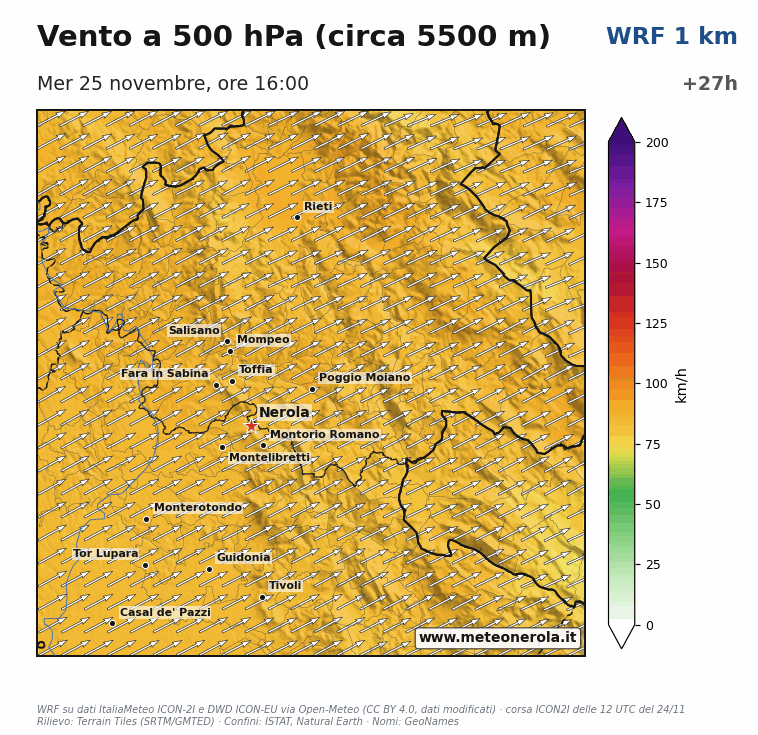 Vento a 500 hPa (circa 5500 m)
WRF 1 km
Mer 25 novembre, ore 16:00
+27h
Rieti
Salisano
Mompeo
Fara in Sabina
Toffia
Poggio Moiano
Nerola
Montorio Romano
Montelibretti
Monterotondo
Tor Lupara
Guidonia
Tivoli
Casal de' Pazzi
www.meteonerola.it
200
175
150
125
100
75
50
25
0
km/h
WRF su dati ItaliaMeteo ICON-2I e DWD ICON-EU via Open-Meteo (CC BY 4.0, dati modificati) · corsa ICON2I delle 12 UTC del 24/11
Rilievo: Terrain Tiles (SRTM/GMTED) · Confini: ISTAT, Natural Earth · Nomi: GeoNames